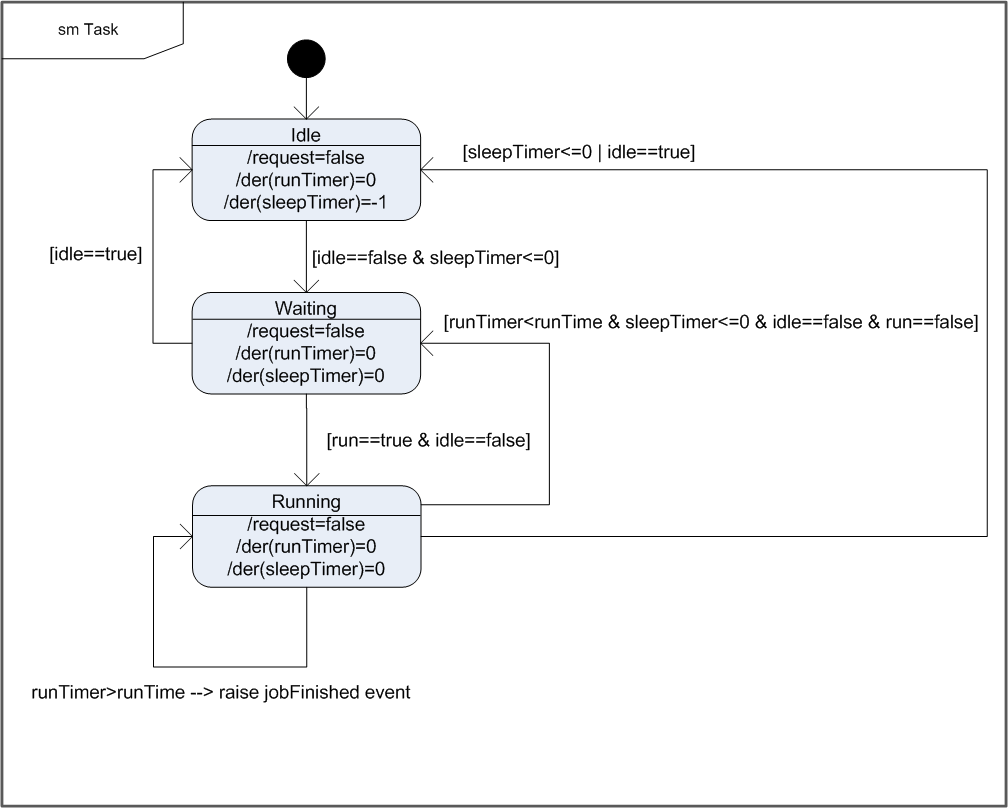 sm Task
Idle
/request=false
/der(runTimer)=0
/der(sleepTimer)=-1
[sleepTimer<=0 | idle==true]
[idle==true]
[idle==false & sleepTimer<=0]
Waiting
/request=false
/der(runTimer)=0
/der(sleepTimer)=0
[runTimer<runTime & sleepTimer<=0 & idle==false & run==false]
[run==true & idle==false]
Running
/request=false
/der(runTimer)=0
/der(sleepTimer)=0
runTimer>runTime --> raise jobFinished event